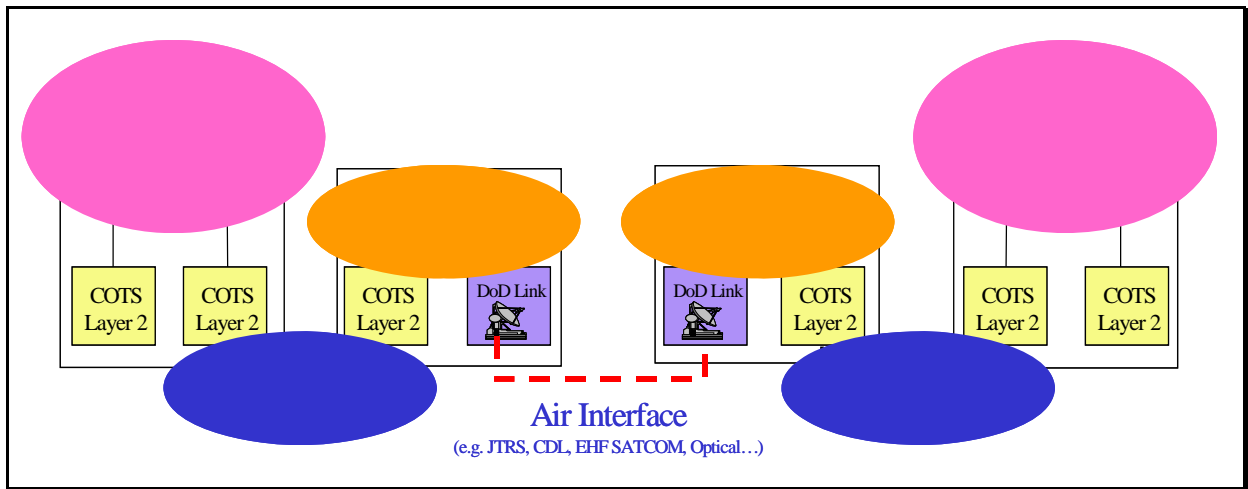 COTS
Layer 2
COTS
Layer 2
COTS
Layer 2
DoD Link
DoD Link
COTS
Layer 2
COTS
Layer 2
COTS
Layer 2
Air Interface
(e.g. JTRS, CDL, EHF SATCOM, Optical…)